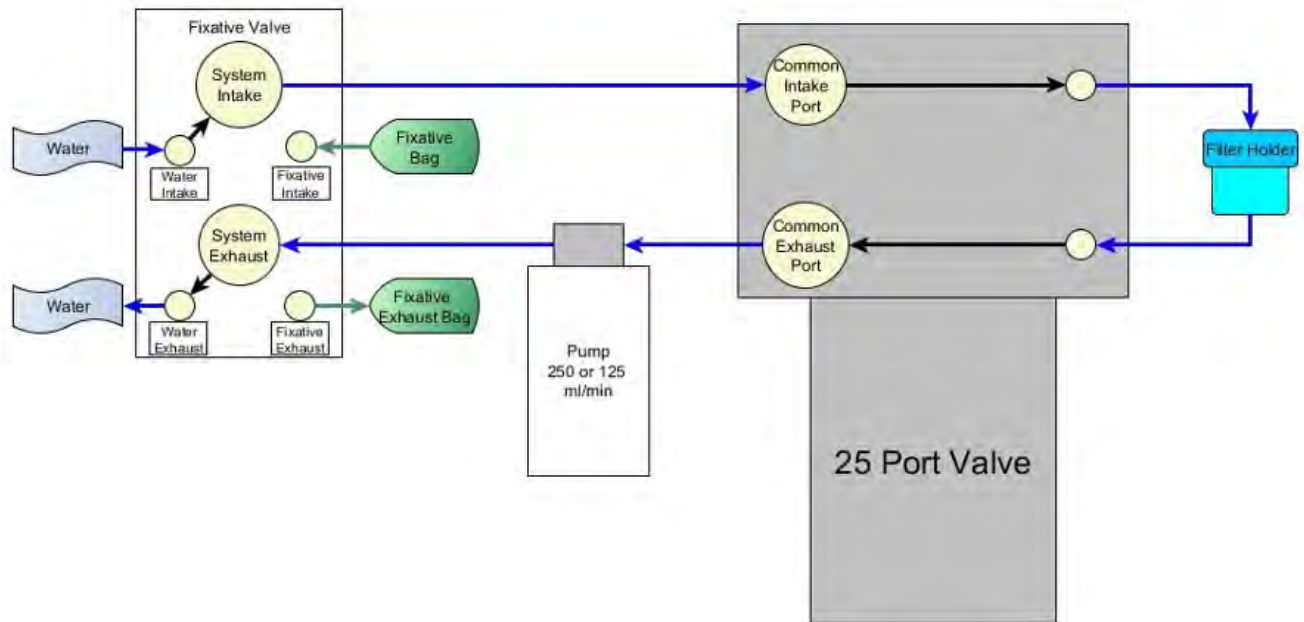 Fixative Valve
System
Intake
Common
Intake
Port
Water
Fixative
Bag
Filter Holder
Water
Intake
Fixative
Intake
System
Exhaust
Common
Exhaust
Port
Water
Fixative
Exhaust Bag
Water
Exhaust
Fixative
Exhaust
Pump
250 or 125
ml/min
25 Port Valve